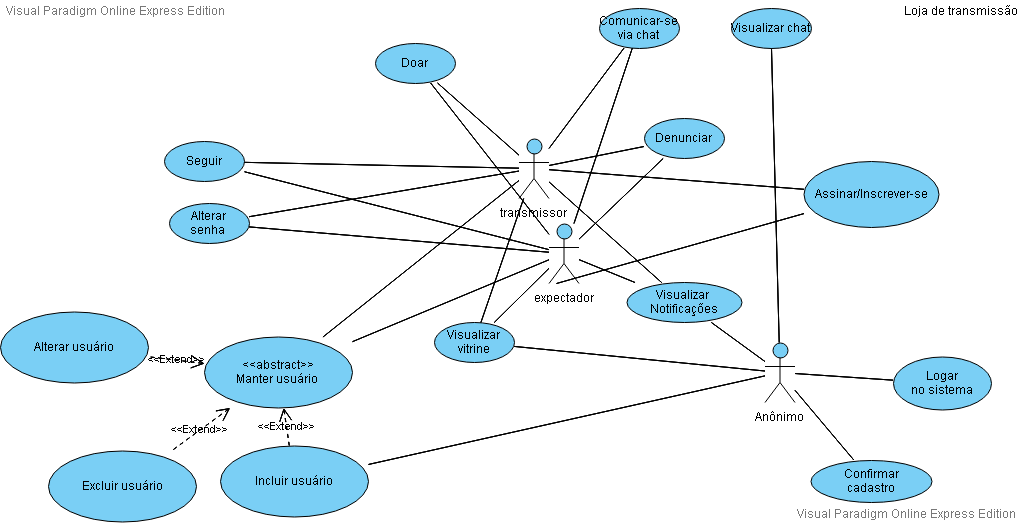 Visual Paradigm Online Express Edition
Loja de transmissão
Comunicar-se
via chat
Visualizar chat
Doar
Denunciar
Seguir
Assinar/Inscrever-se
Alterar
senha
transmissor
expectador
Visualizar
Notificações
Visualizar
vitrine
Alterar usuário
<<Extend>>
<<abstract>>
Manter usuário
Logar
no sistema
Anônimo
<<Extend>>
<<Extend>>
Excluir usuário
Incluir usuário
Confirmar
cadastro
Visual Paradigm Online Express Edition